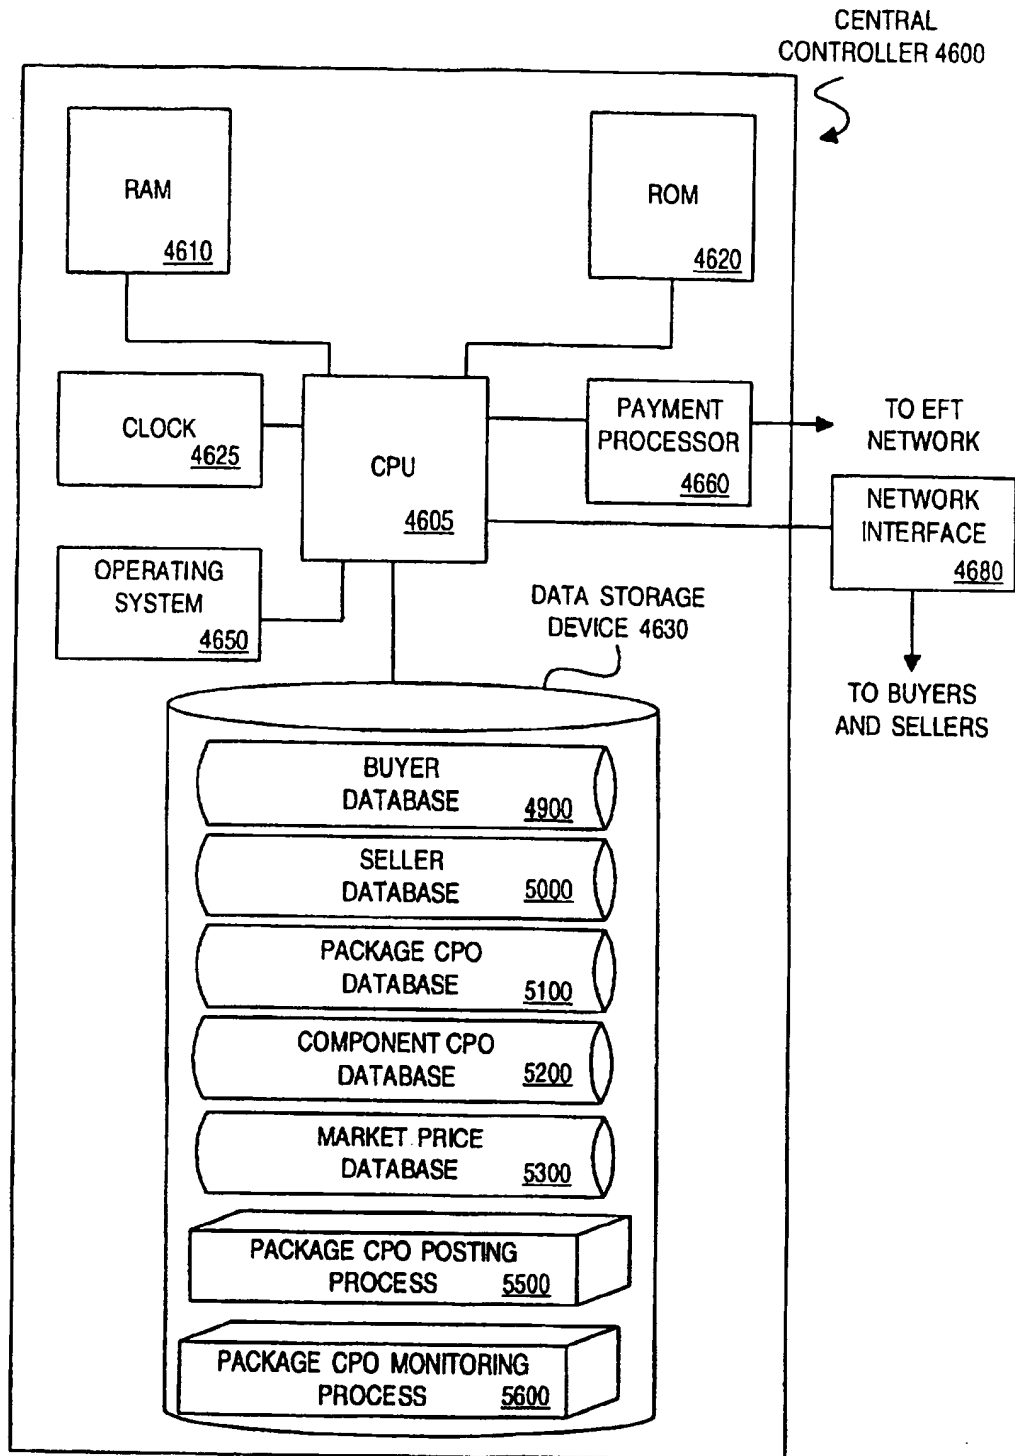 CENTRAL
CONTROLLER 4600
RAM
4610
ROM
4620
CLOCK
4625
CPU
4605
PAYMENT
PROCESSOR
4660
TO EFT
NETWORK
NETWORK
INTERFACE
4680
OPERATING
SYSTEM
4650
DATA STORAGE
DEVICE 4630
TO BUYERS
AND SELLERS
BUYER
DATABASE 4900
SELLER
DATABASE 5000
PACKAGE CPO
DATABASE 5100
COMPONENT CPO
DATABASE 5200
MARKET PRICE
DATABASE 5300
PACKAGE CPO POSTING
PROCESS 5500
PACKAGE CPO MONITORING
PROCESS 5600